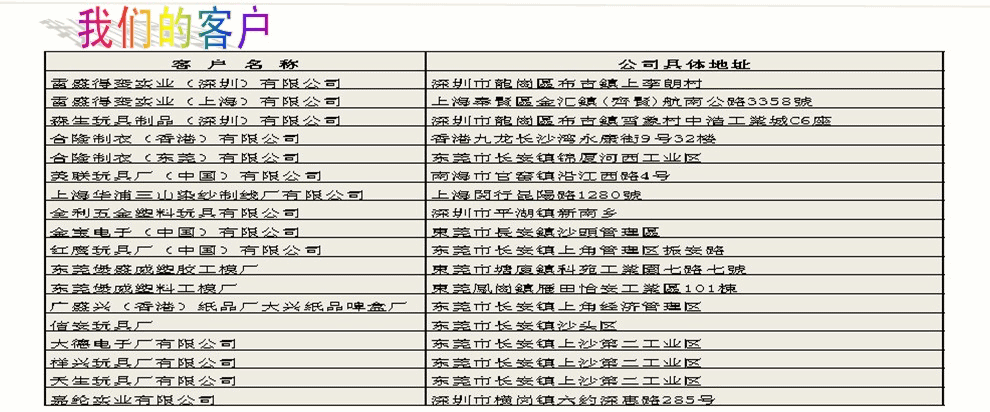 我们的客户
客 户 名 称 公司具体地址
雷盛得奕实业（深圳）有限公司 深圳市龍崗區布吉鎮上李朗村
雷盛得奕实业（上海）有限公司 上海奉賢區金汇鎮(齊賢)航南公路3358號
森生玩具制品（深圳）有限公司 深圳市龍崗區布吉鎮雪象村中浩工業城C6座
合隆制衣（香港）有限公司 香港九龙长沙湾永康街9号32楼
合隆制衣（东莞）有限公司 东莞市长安镇锦厦河西工业区
美联玩具厂（中国）有限公司 南海市官窑镇沿江西路4号
上海华浦三山染纱制线厂有限公司 上海閔行昆陽路1280號
金利五金塑料玩具有限公司 深圳市平湖镇新南乡
金宝电子（中国）有限公司 東莞市長安鎮沙頭管理區
红鹰玩具厂（中国）有限公司 东莞市长安镇上角管理区振安路
东莞堡盛威塑胶工模厂 東莞市塘廈鎮科苑工業園七路七號
东莞堡威塑料工模厂 東莞鳳崗鎮雁田怡安工業區101棟
广盛兴（香港）纸品厂大兴纸品啤盒厂 东莞市长安镇上角经济管理区
信安玩具厂 东莞市长安镇沙头区
大德电子厂有限公司 东莞市长安镇上沙第二工业区
祥兴玩具厂有限公司 东莞市长安镇上沙第二工业区
天生玩具厂有限公司 东莞市长安镇上沙第二工业区
嘉纶实业有限公司 深圳市横岗镇六约深惠路285号